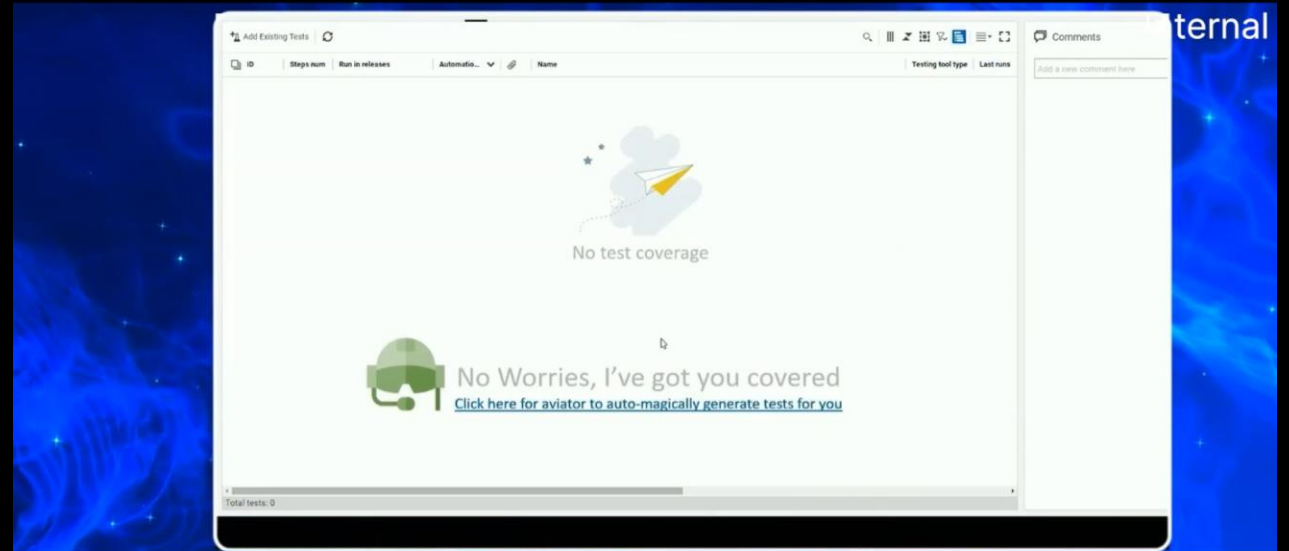 ternal
Add Existing Tests
Comments
ID Steps num Run in releases Automatio... Name Testing tool type Last runs
Add a new comment here
No test coverage
No Worries, I've got you covered
Click here for aviator to auto-magically generate tests for you
Total tests: 0